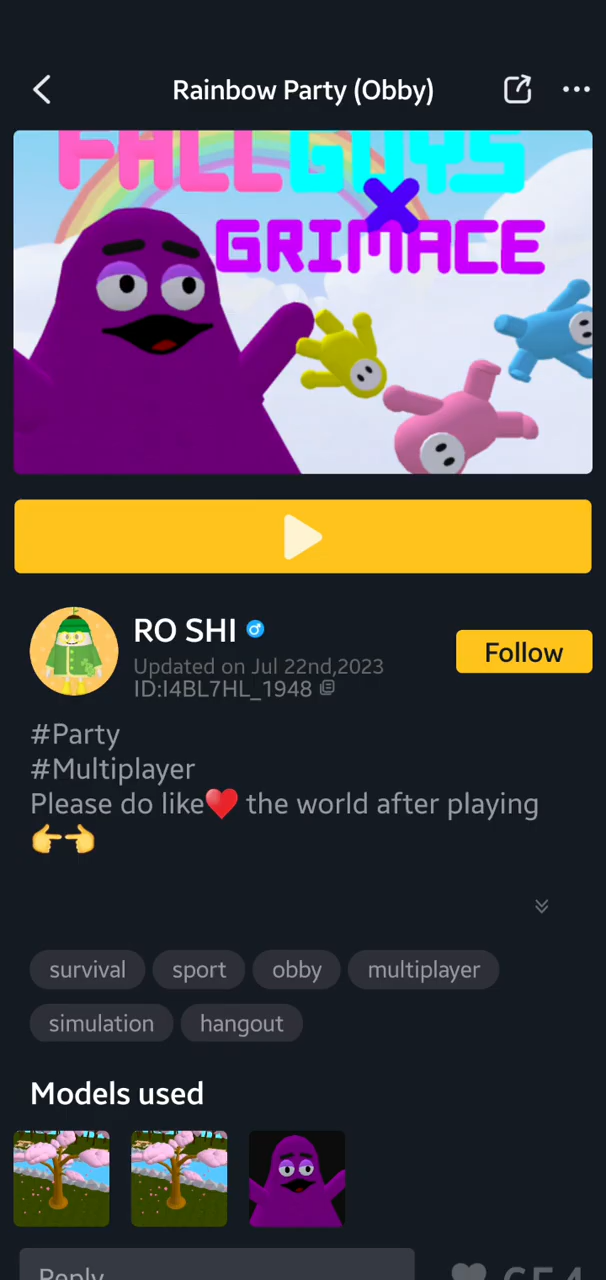 Rainbow Party (Obby)
FALL GUYS
X
GRIMACE
RO SHI
Updated on Jul 22nd,2023
ID:I4BL7HL_1948
Follow
#Party
#Multiplayer
Please do like❤️ the world after playing
👉👈
survival
sport
obby
multiplayer
simulation
hangout
Models used
Reply
654